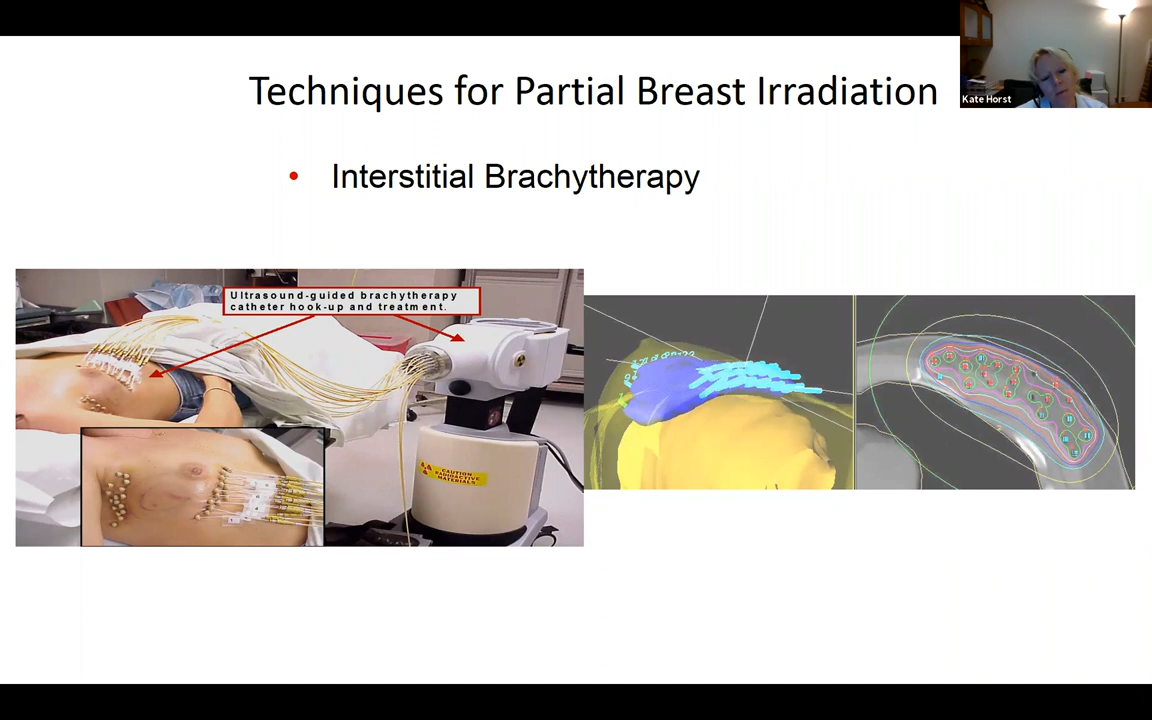 Techniques for Partial Breast Irradiation
Kate Horst
• Interstitial Brachytherapy
Ultrasound-guided brachytherapy
catheter hook-up and treatment.
CAUTION
RADIOACTIVE
MATERIALS